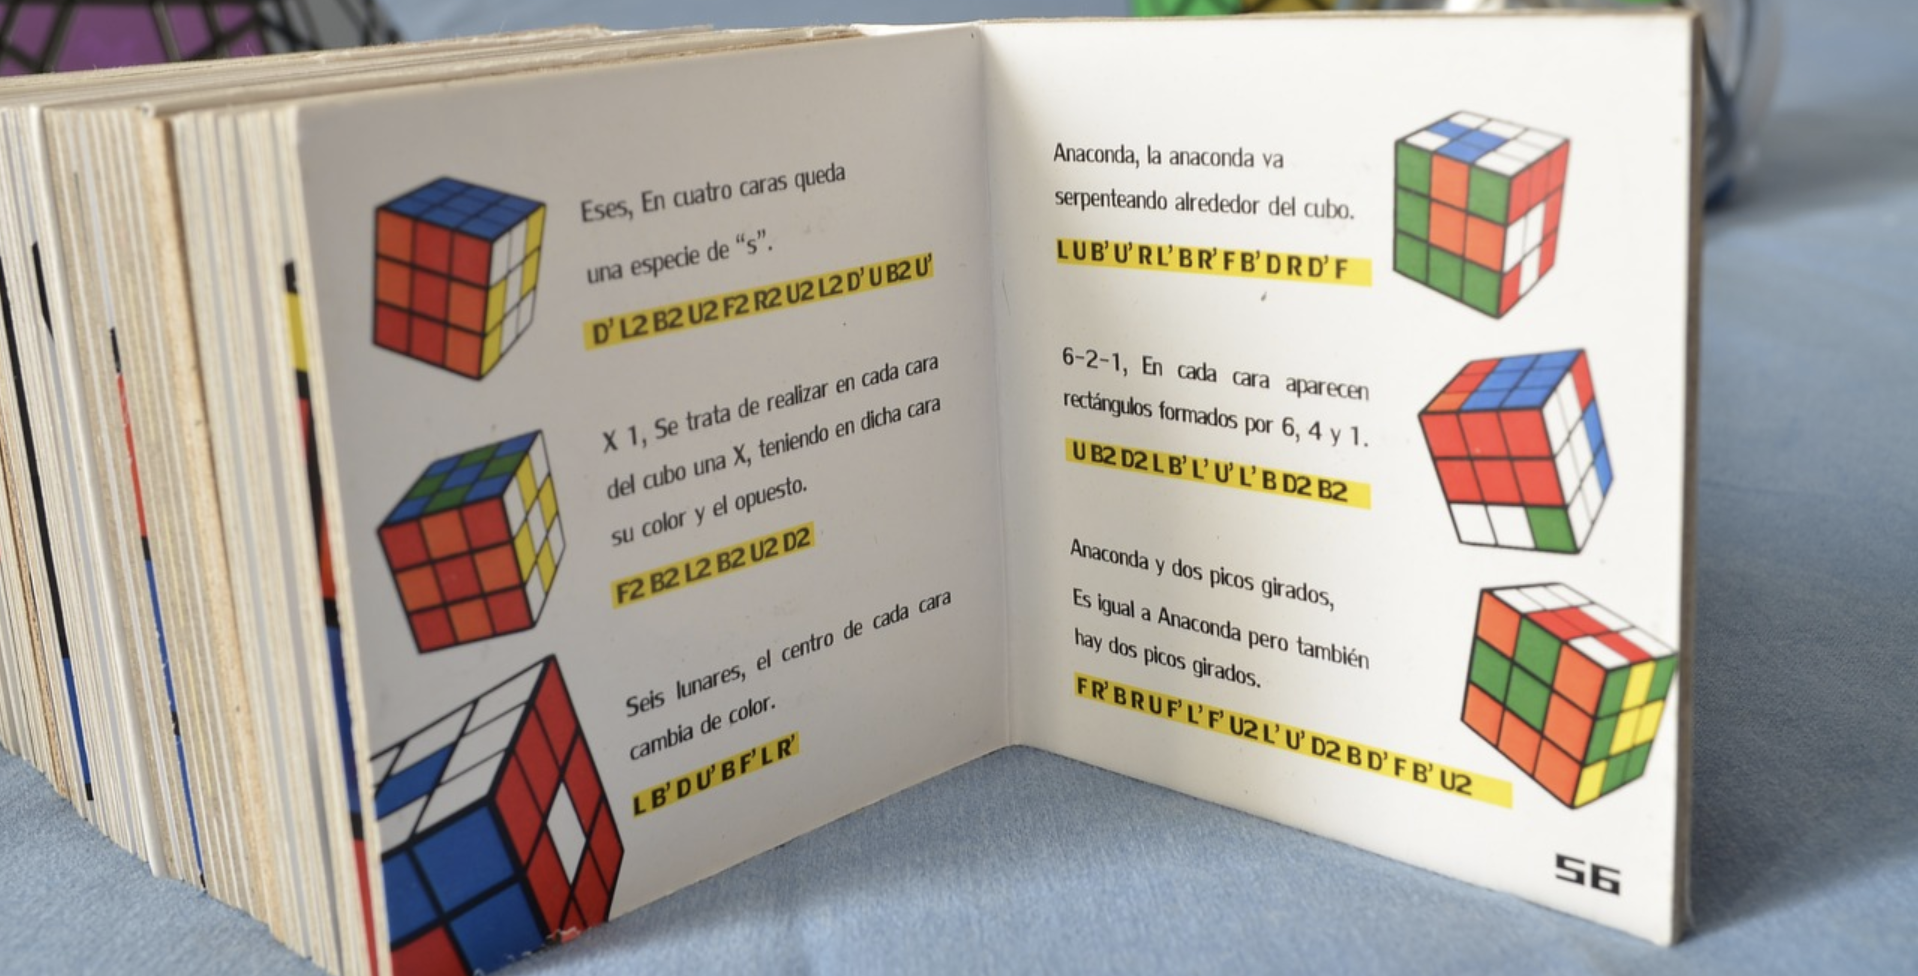 Eses, En cuatro caras queda
una especie de “s”.
D’ L2 B2 U2 F2 R2 U2 L2 D’ U B2 U’
X 1, Se trata de realizar en cada cara
del cubo una X, teniendo en dicha cara
su color y el opuesto.
F2 B2 L2 B2 U2 D2
Seis lunares, el centro de cada cara
cambia de color.
L B’ D U’ B F’ L R’
Anaconda, la anaconda va
serpenteando alrededor del cubo.
L U B’ U’ R L’ B R’ F B’ D R D’ F
6-2-1, En cada cara aparecen
rectángulos formados por 6, 4 y 1.
U B2 D2 L B’ L’ U’ L’ B D2 B2
Anaconda y dos picos girados,
Es igual a Anaconda pero también
hay dos picos girados.
F R’ B R U F’ L’ F’ U2 L’ U’ D2 B D’ F B’ U2
56